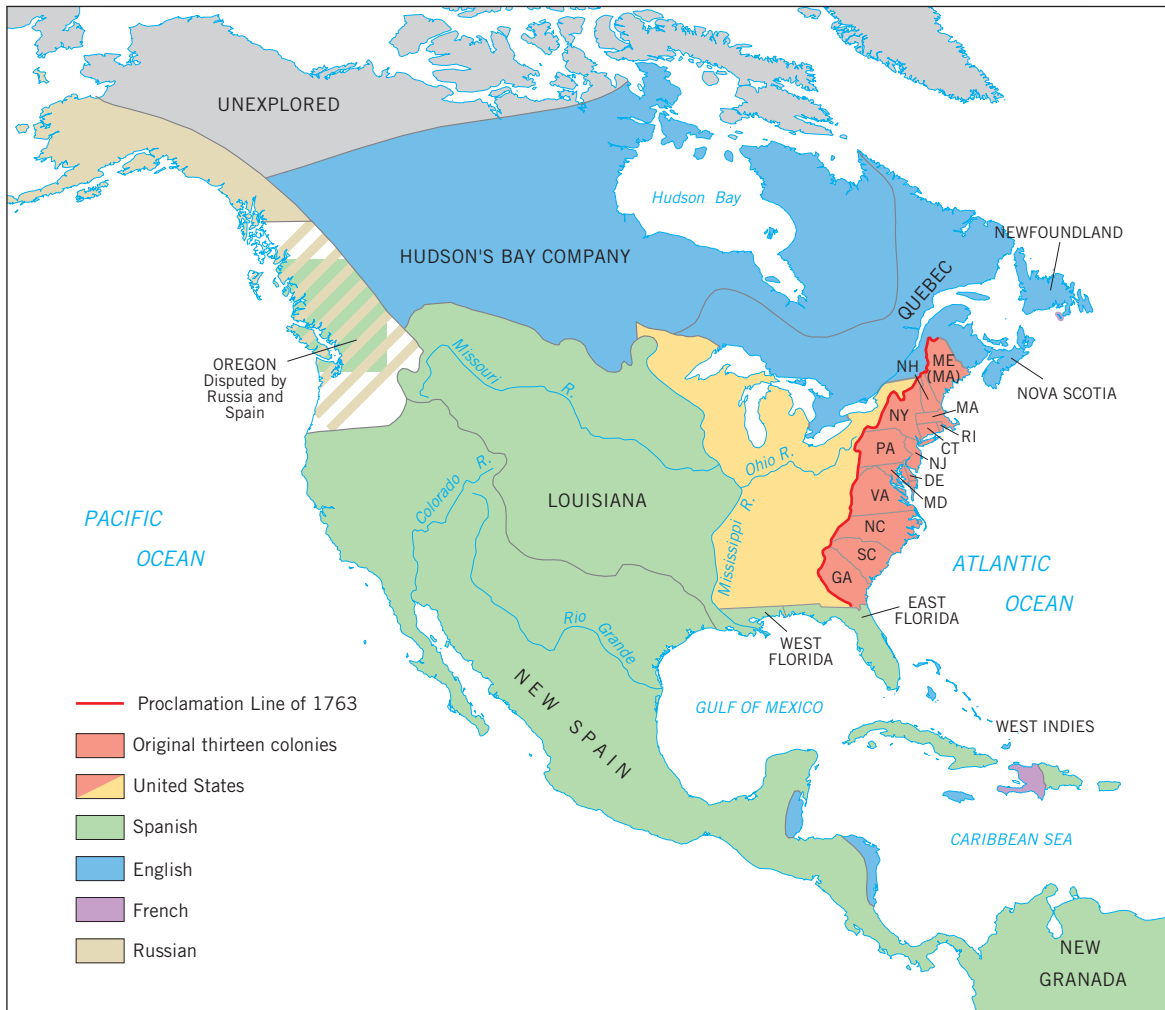 UNEXPLORED
Hudson Bay
NEWFOUNDLAND
HUDSON'S BAY COMPANY
QUEBEC
OREGON
Disputed by
Russia and
Spain
Missouri
R.
NH
ME
(MA)
NOVA SCOTIA
MA
NY
RI
CT
PA
NJ
Ohio R.
DE
MD
VA
Colorado
R.
LOUISIANA
Mississippi
R.
NC
SC
GA
PACIFIC
OCEAN
ATLANTIC
OCEAN
EAST
FLORIDA
WEST
FLORIDA
Rio
Grande
NEW SPAIN
GULF OF MEXICO
WEST INDIES
CARIBBEAN SEA
NEW
GRANADA
Proclamation Line of 1763
Original thirteen colonies
United States
Spanish
English
French
Russian